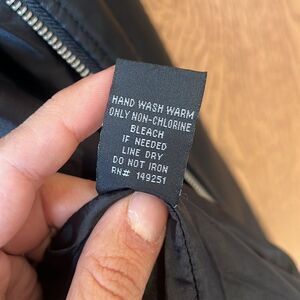 HAND WASH WARM
ONLY NON-CHLORINE
BLEACH
IF NEEDED
LINE DRY
DO NOT IRON
RN# 149251